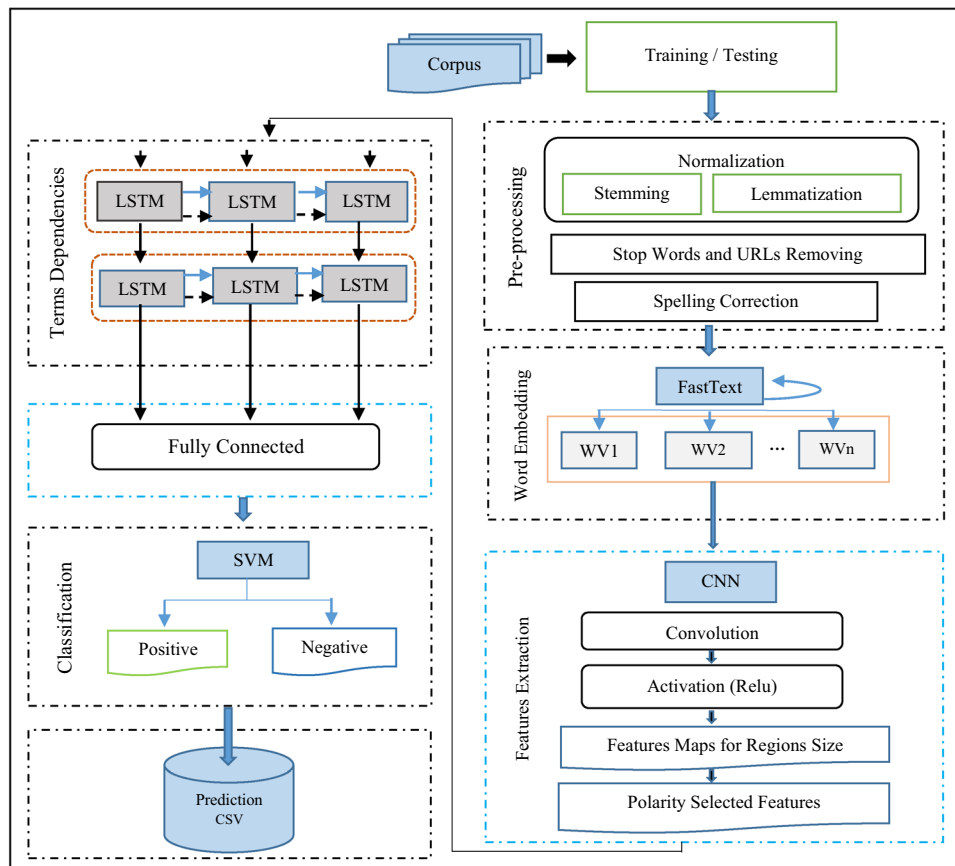 Corpus
Training / Testing
Pre-processing
Normalization
Stemming
Lemmatization
Stop Words and URLs Removing
Spelling Correction
Word Embedding
FastText
WV1
WV2
...
WVn
Features Extraction
CNN
Convolution
Activation (Relu)
Features Maps for Regions Size
Polarity Selected Features
Terms Dependencies
LSTM
LSTM
LSTM
LSTM
LSTM
LSTM
Fully Connected
Classification
SVM
Positive
Negative
Prediction
CSV